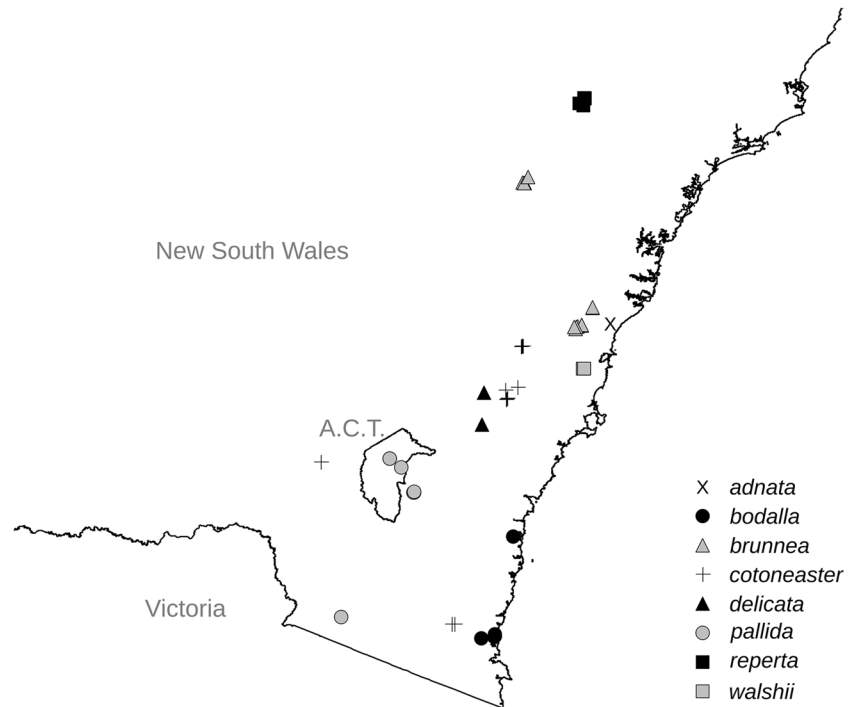 New South Wales
A.C.T.
Victoria
X adnata
bodalla
brunnea
cotoneaster
delicata
pallida
reperta
walshii